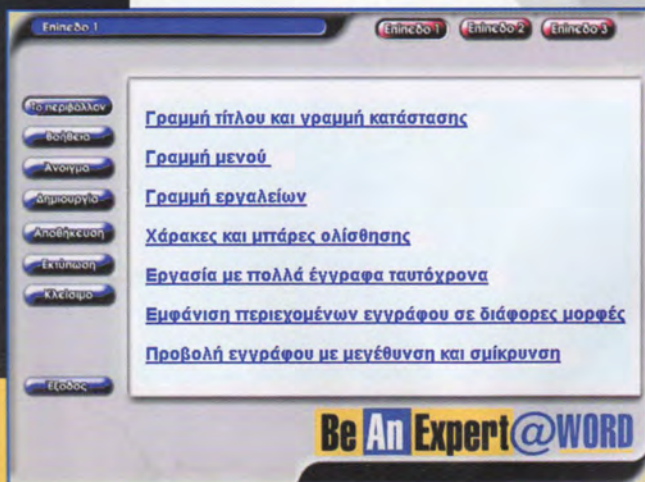 Επίπεδο 1
Επίπεδο 1 Επίπεδο 2 Επίπεδο 3
Το περιβάλλον
Βοήθεια
Άνοιγμα
Δημιουργία
Αποθήκευση
Εκτύπωση
Κλείσιμο
Έξοδος
Γραμμή τίτλου και γραμμή κατάστασης
Γραμμή μενού
Γραμμή εργαλείων
Χάρακες και μπάρες ολίσθησης
Εργασία με πολλά έγγραφα ταυτόχρονα
Εμφάνιση περιεχομένων εγγράφου σε διάφορες μορφές
Προβολή εγγράφου με μεγέθυνση και σμίκρυνση
Be An Expert@WORD